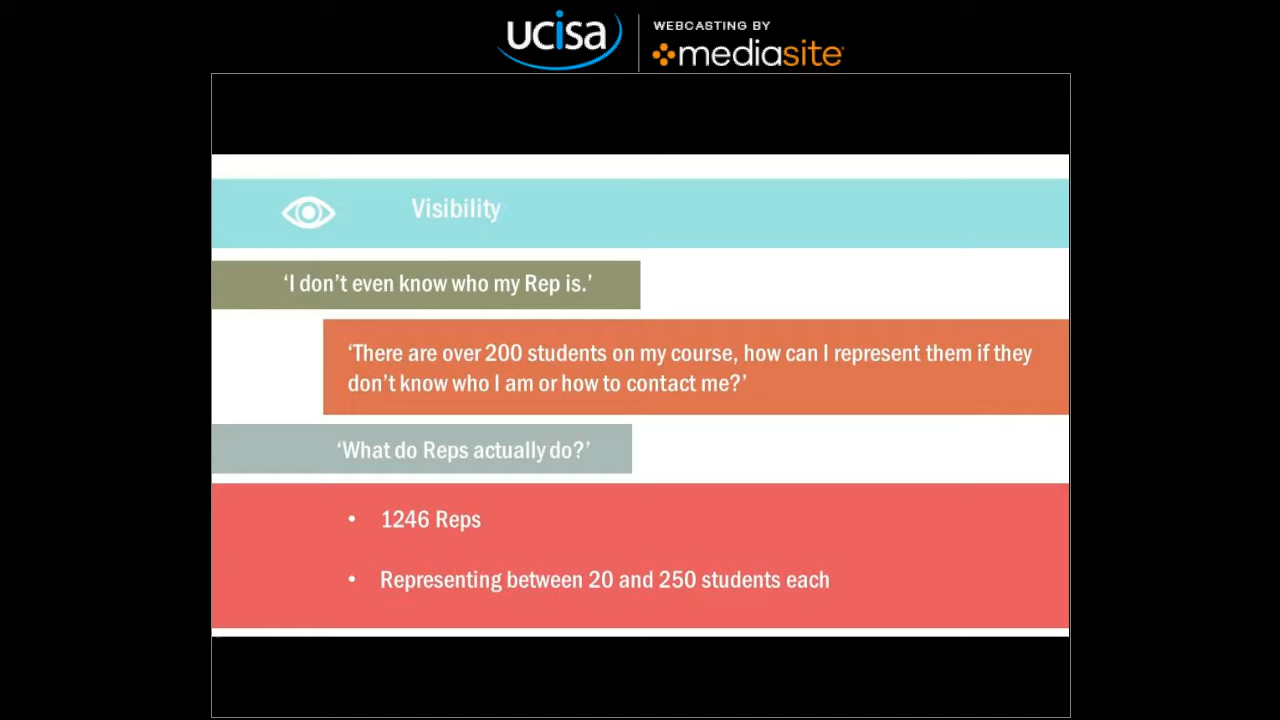 ucisa
WEBCASTING BY
mediasite
Visibility
‘I don’t even know who my Rep is.’
‘There are over 200 students on my course, how can I represent them if they
don’t know who I am or how to contact me?’
‘What do Reps actually do?’
• 1246 Reps
• Representing between 20 and 250 students each